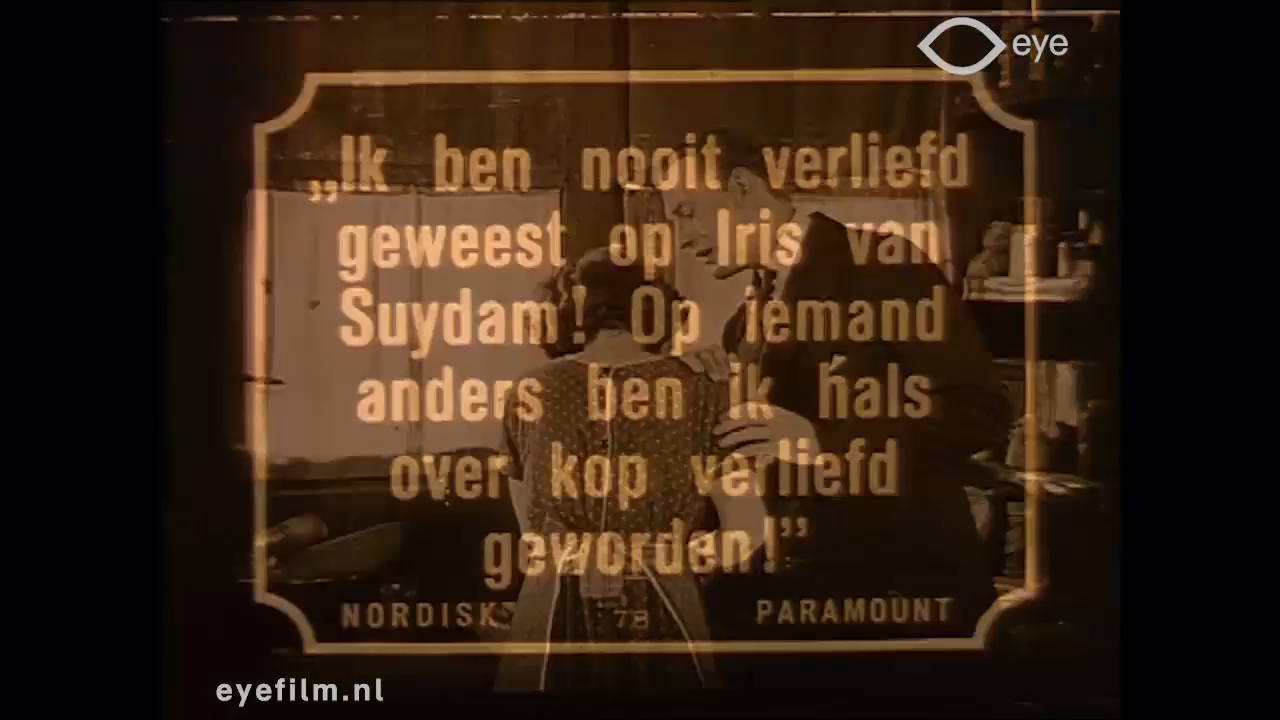 eye
„Ik ben nooit verliefd
geweest op Iris van
Suydam! Op iemand
anders ben ik hals
over kop verliefd
geworden!”
NORDISK 78 PARAMOUNT
eyefilm.nl